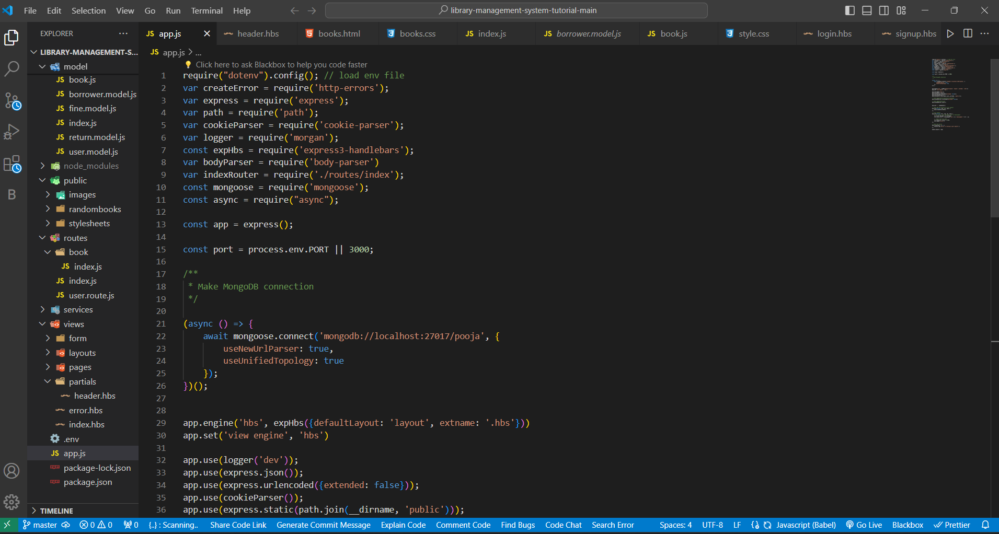 File Edit Selection View Go Run Terminal Help
library-management-system-tutorial-main
EXPLORER
LIBRARY-MANAGEMENT-S...
model
book.js
borrower.model.js
fine.model.js
index.js
return.model.js
user.model.js
node_modules
public
images
randombooks
stylesheets
routes
book
index.js
index.js
user.route.js
services
views
form
layouts
pages
partials
header.hbs
error.hbs
index.hbs
.env
JS app.js
package-lock.json
package.json
TIMELINE
JS app.js header.hbs books.html books.css JS index.js JS borrower.model.js JS book.js style.css login.hbs signup.hbs
JS app.js > ...
Click here to ask Blackbox to help you code faster
1 require("dotenv").config(); // load env file
2 var createError = require('http-errors');
3 var express = require('express');
4 var path = require('path');
5 var cookieParser = require('cookie-parser');
6 var logger = require('morgan');
7 const expHbs = require('express3-handlebars');
8 var bodyParser = require('body-parser')
9 var indexRouter = require('./routes/index');
10 const mongoose = require('mongoose');
11 const async = require("async");
12
13 const app = express();
14
15 const port = process.env.PORT || 3000;
16
17 /**
18 * Make MongoDB connection
19 */
20
21 (async () => {
22 await mongoose.connect('mongodb://localhost:27017/pooja', {
23 useNewUrlParser: true,
24 useUnifiedTopology: true
25 });
26 })();
27
28
29 app.engine('hbs', expHbs({defaultLayout: 'layout', extname: '.hbs'}))
30 app.set('view engine', 'hbs')
31
32 app.use(logger('dev'));
33 app.use(express.json());
34 app.use(express.urlencoded({extended: false}));
35 app.use(cookieParser());
36 app.use(express.static(path.join(__dirname, 'public')));
master 0 0 0 {..} : Scanning.. Share Code Link Generate Commit Message Explain Code Comment Code Find Bugs Code Chat Search Error Spaces: 4 UTF-8 LF Javascript (Babel) Go Live Blackbox Prettier